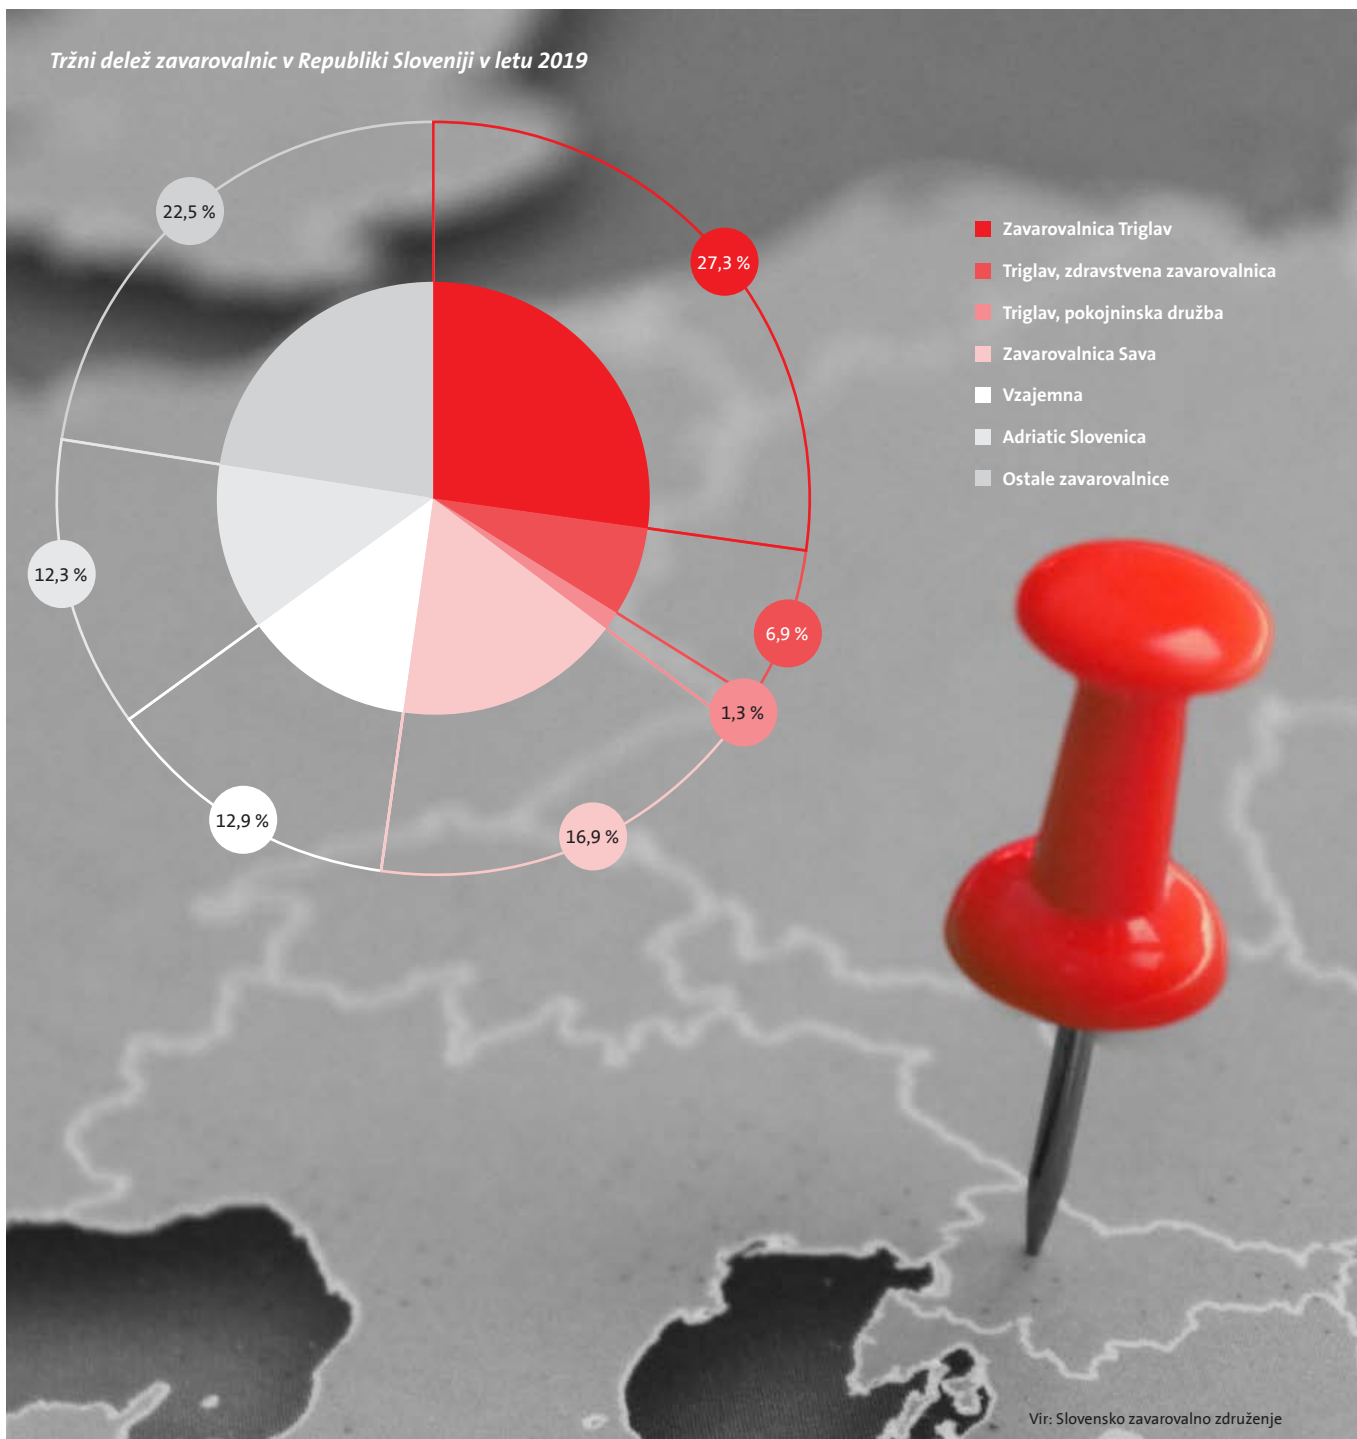 Tržni delež zavarovalnic v Republiki Sloveniji v letu 2019
22,5 %
27,3 %
Zavarovalnica Triglav
Triglav, zdravstvena zavarovalnica
Triglav, pokojninska družba
Zavarovalnica Sava
Vzajemna
Adriatic Slovenica
Ostale zavarovalnice
12,3 %
6,9 %
1,3 %
12,9 %
16,9 %
Vir: Slovensko zavarovalno združenje